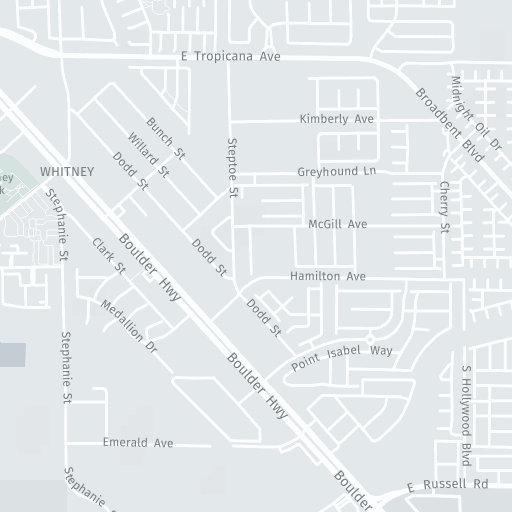 E Tropicana Ave
Midnight Oil Dr
Broadbent Blvd
Kimberly Ave
Bunch St
Willard St
Dodd St
Steptoe St
WHITNEY
Greyhound Ln
ney
k
Stephanie St
Cherry St
McGill Ave
Clark St
Boulder Hwy
Dodd St
Hamilton Ave
Medallion Dr
Dodd St
Stephanie St
Boulder Hwy
Point Isabel Way
S Hollywood Blvd
Emerald Ave
Stephanie S
Boulder
E Russell Rd